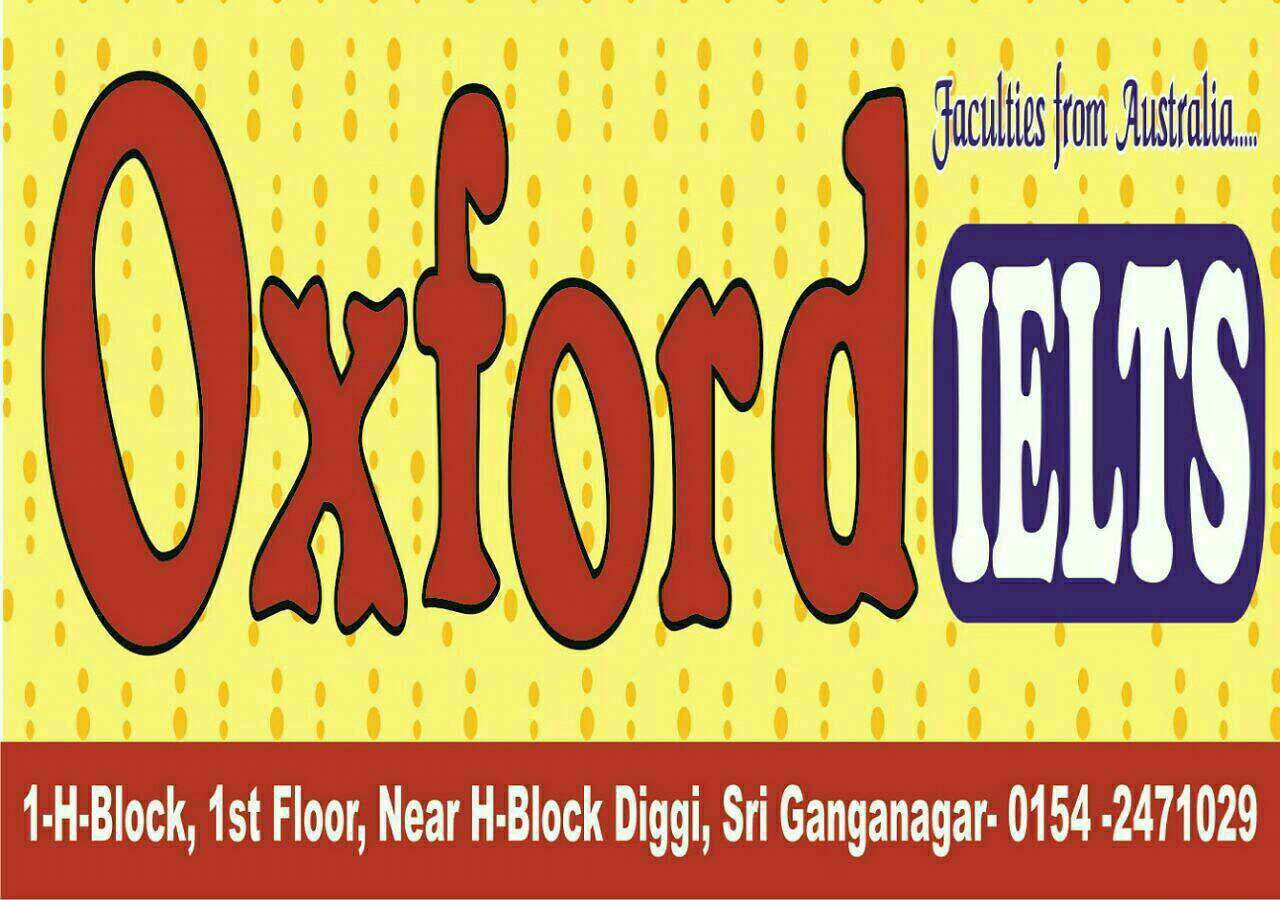 Faculties from Australia.....
Oxford
IELTS
1-H-Block, 1st Floor, Near H-Block Diggi, Sri Ganganagar- 0154 -2471029